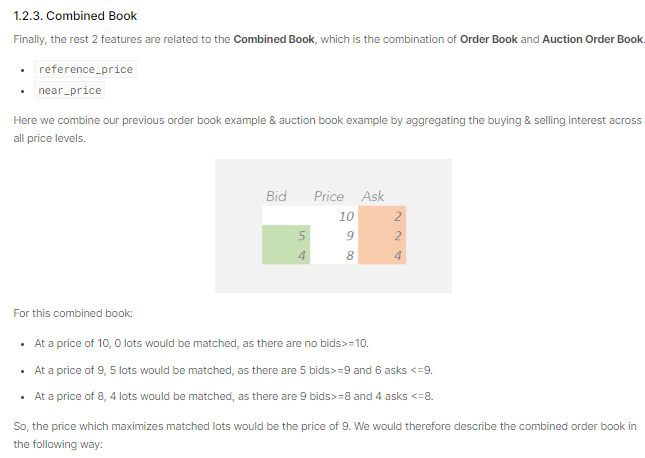 1.2.3. Combined Book
Finally, the rest 2 features are related to the Combined Book, which is the combination of Order Book and Auction Order Book.
• reference_price
• near_price
Here we combine our previous order book example & auction book example by aggregating the buying & selling interest across
all price levels.
Bid Price Ask
10 2
5 9 2
4 8 4
For this combined book:
• At a price of 10, 0 lots would be matched, as there are no bids>=10.
• At a price of 9, 5 lots would be matched, as there are 5 bids>=9 and 6 asks <=9.
• At a price of 8, 4 lots would be matched, as there are 9 bids>=8 and 4 asks <=8.
So, the price which maximizes matched lots would be the price of 9. We would therefore describe the combined order book in
the following way: